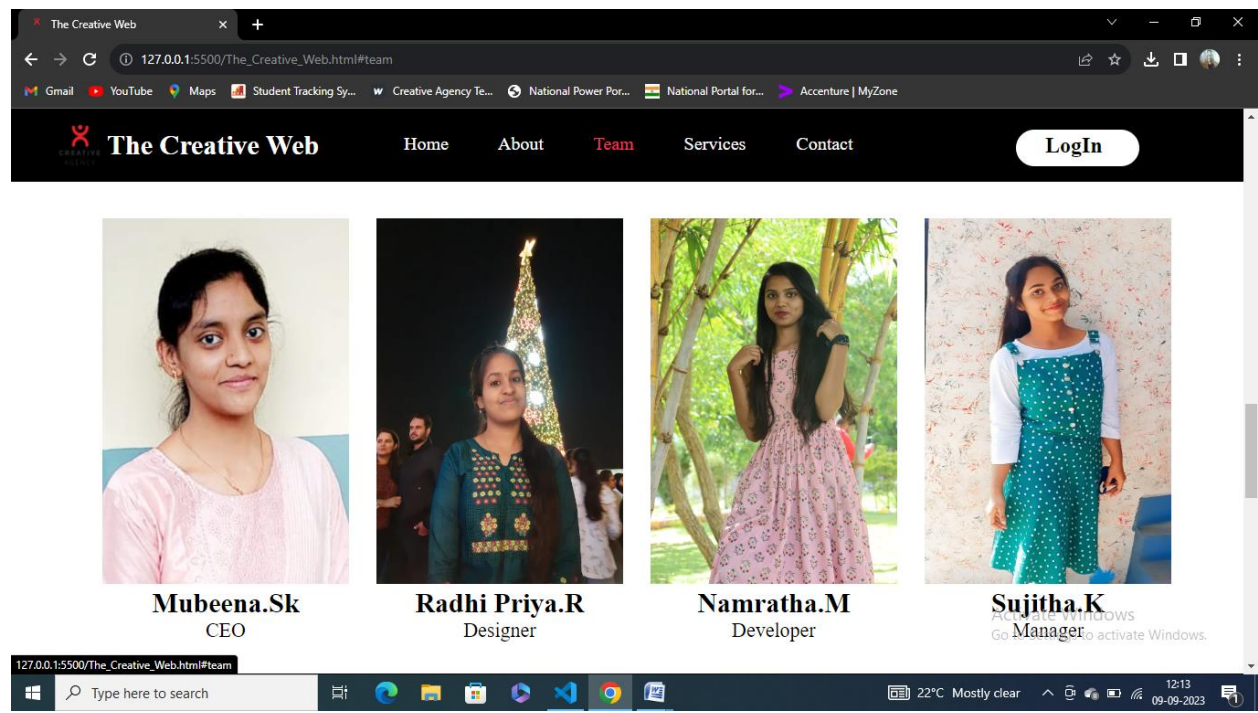 The Creative Web
127.0.0.1:5500/The_Creative_Web.html#team
Gmail YouTube Maps Student Tracking Sy... Creative Agency Te... National Power Por... National Portal for... Accenture | MyZone
CREATIVE
AGENCY
The Creative Web Home About Team Services Contact LogIn
Mubeena.Sk Radhi Priya.R Namratha.M Sujitha.K
CEO Designer Developer Manager
Activate Windows
Go to Settings to activate Windows.
127.0.0.1:5500/The_Creative_Web.html#team
Type here to search 22°C Mostly clear 12:13
09-09-2023 1